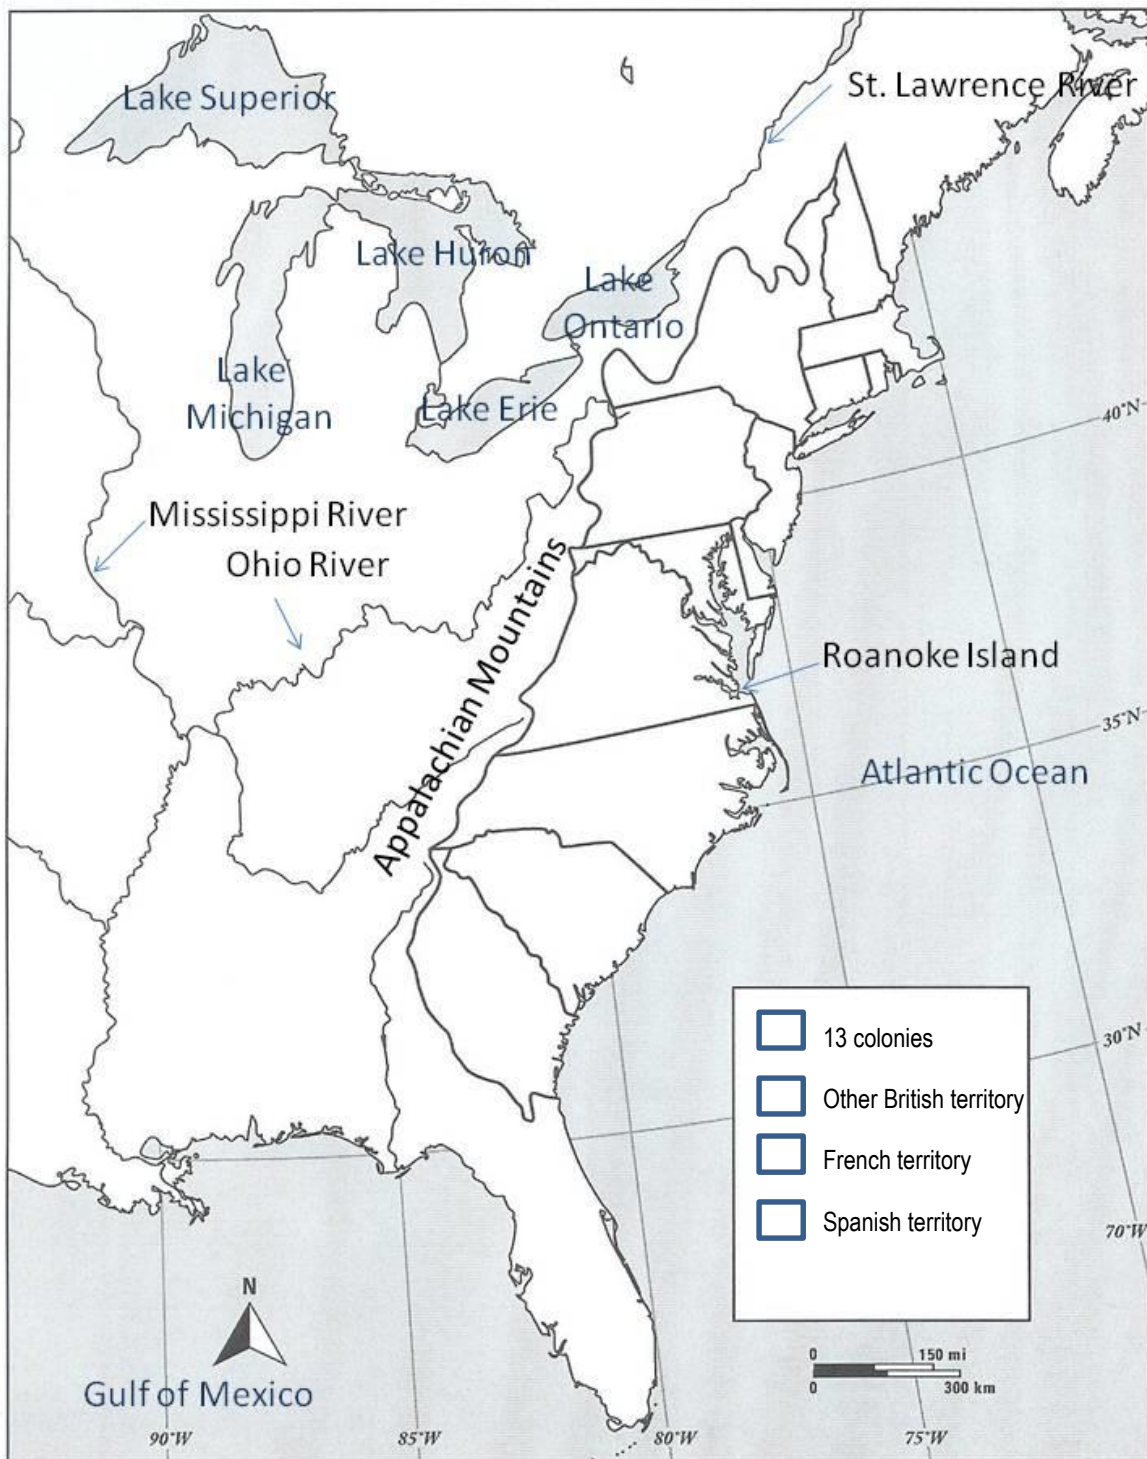 St. Lawrence River
Lake Superior
Lake Huron
Lake
Ontario
Lake
Michigan
Lake Erie
40°N
Mississippi River
Ohio River
Appalachian Mountains
Roanoke Island
35°N
Atlantic Ocean
13 colonies
Other British territory
French territory
Spanish territory
30°N
70°W
N
Gulf of Mexico
0 150 mi
0 300 km
90°W 85°W 80°W 75°W